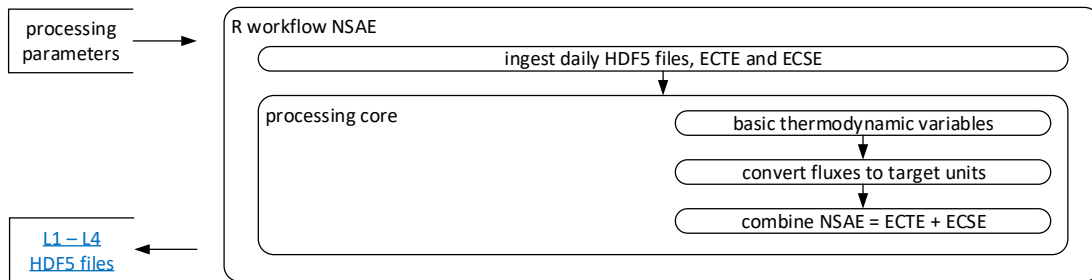 processing
parameters
R workflow NSAE
ingest daily HDF5 files, ECTE and ECSE
processing core
basic thermodynamic variables
convert fluxes to target units
combine NSAE = ECTE + ECSE
L1 – L4
HDF5 files